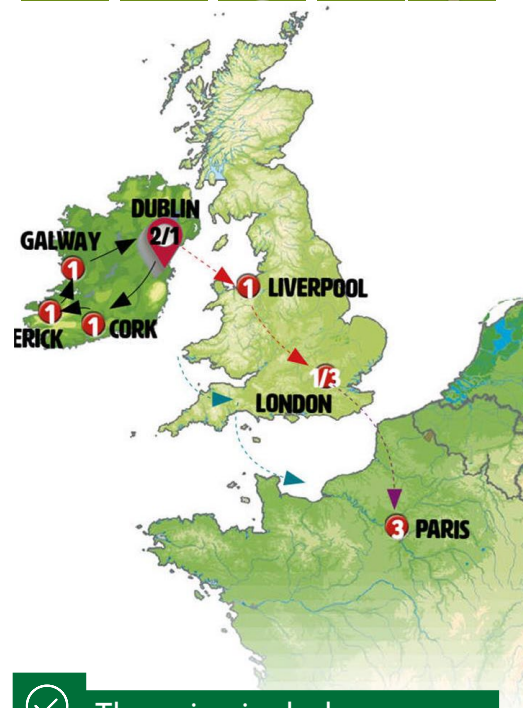 DUBLIN
2/1
GALWAY
1
1
ERICK
1 CORK
1 LIVERPOOL
1/3
LONDON
3 PARIS